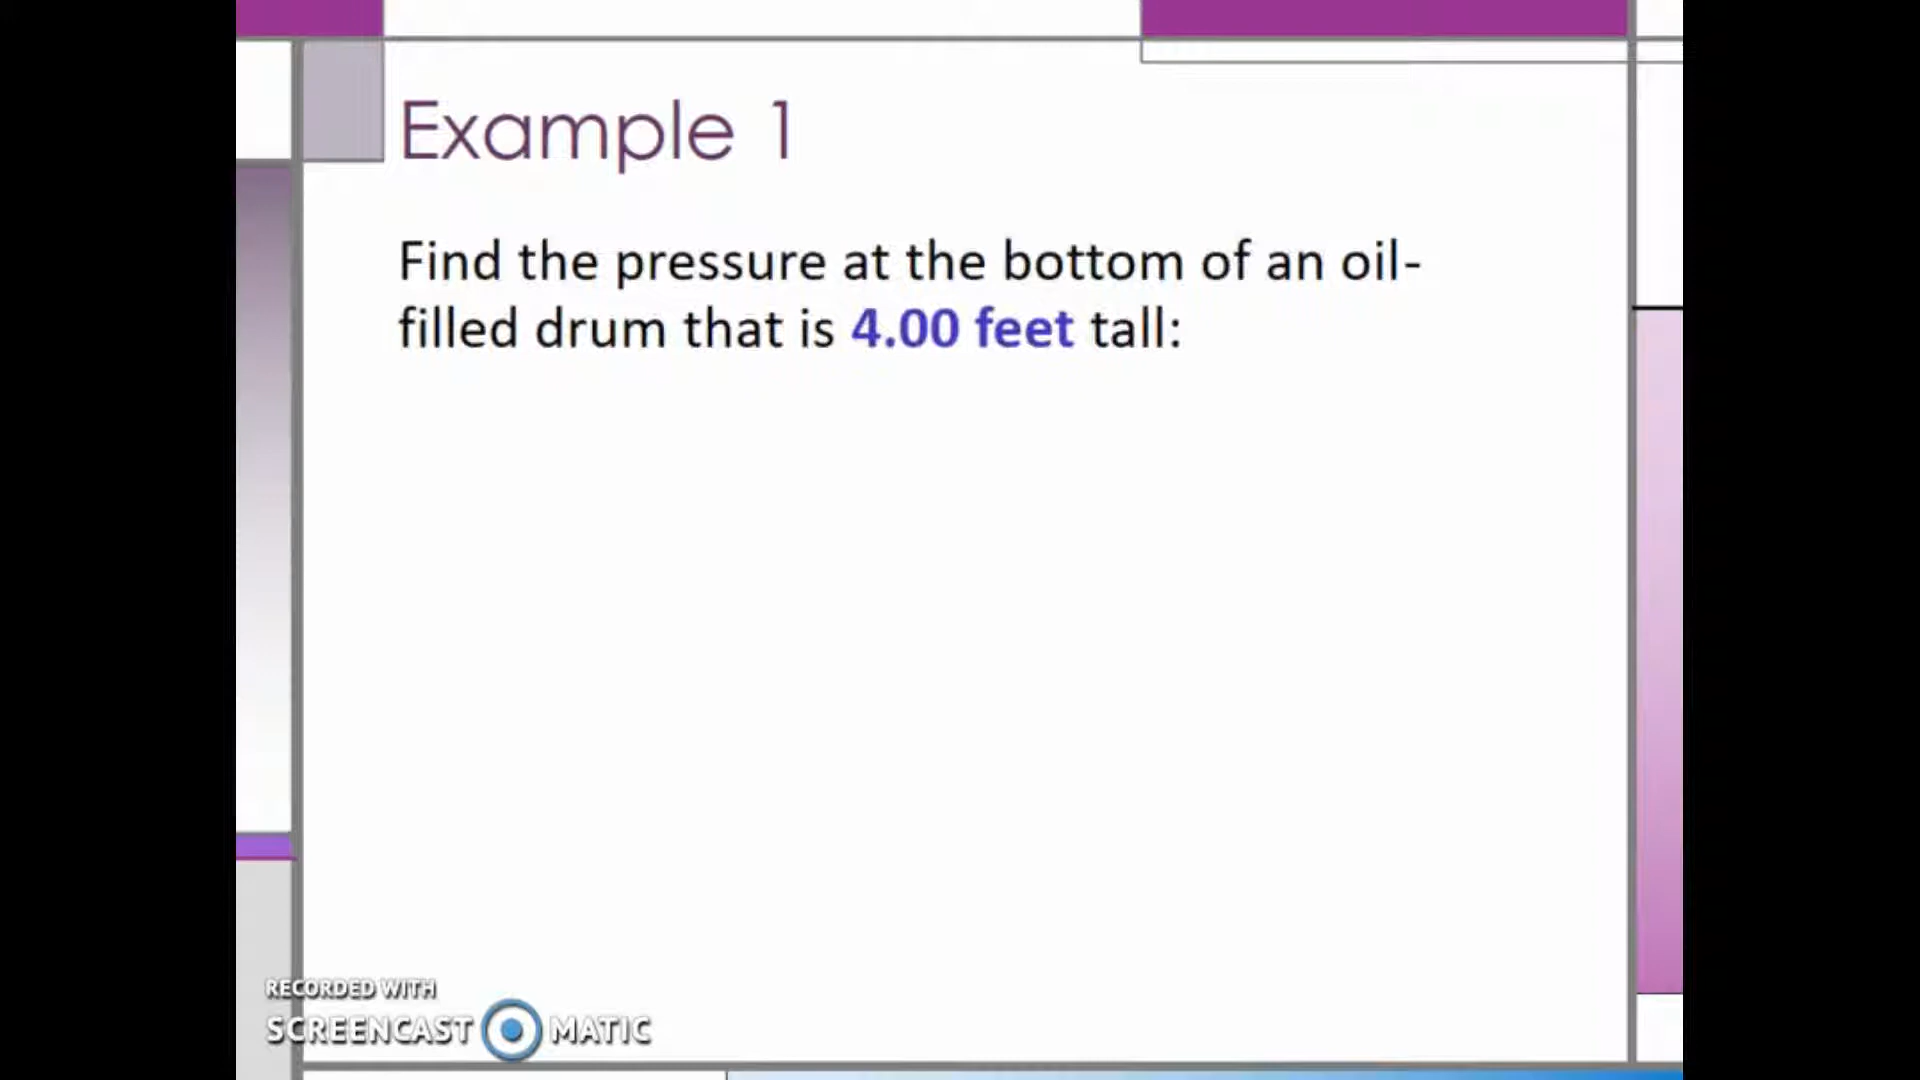 Example 1
Find the pressure at the bottom of an oil-
filled drum that is 4.00 feet tall:
RECORDED WITH
SCREENCAST MATIC